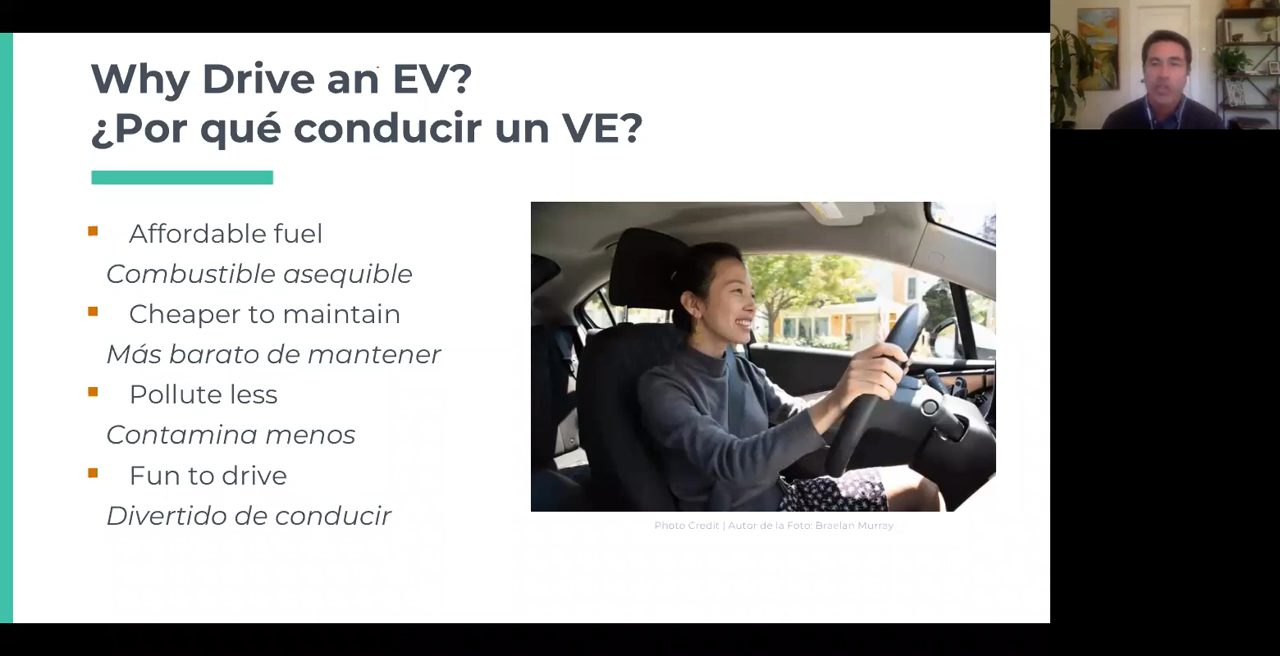 Why Drive an EV?
¿Por qué conducir un VE?
Affordable fuel
Combustible asequible
Cheaper to maintain
Más barato de mantener
Pollute less
Contamina menos
Fun to drive
Divertido de conducir
Photo Credit | Autor de la Foto: Braelan Murray